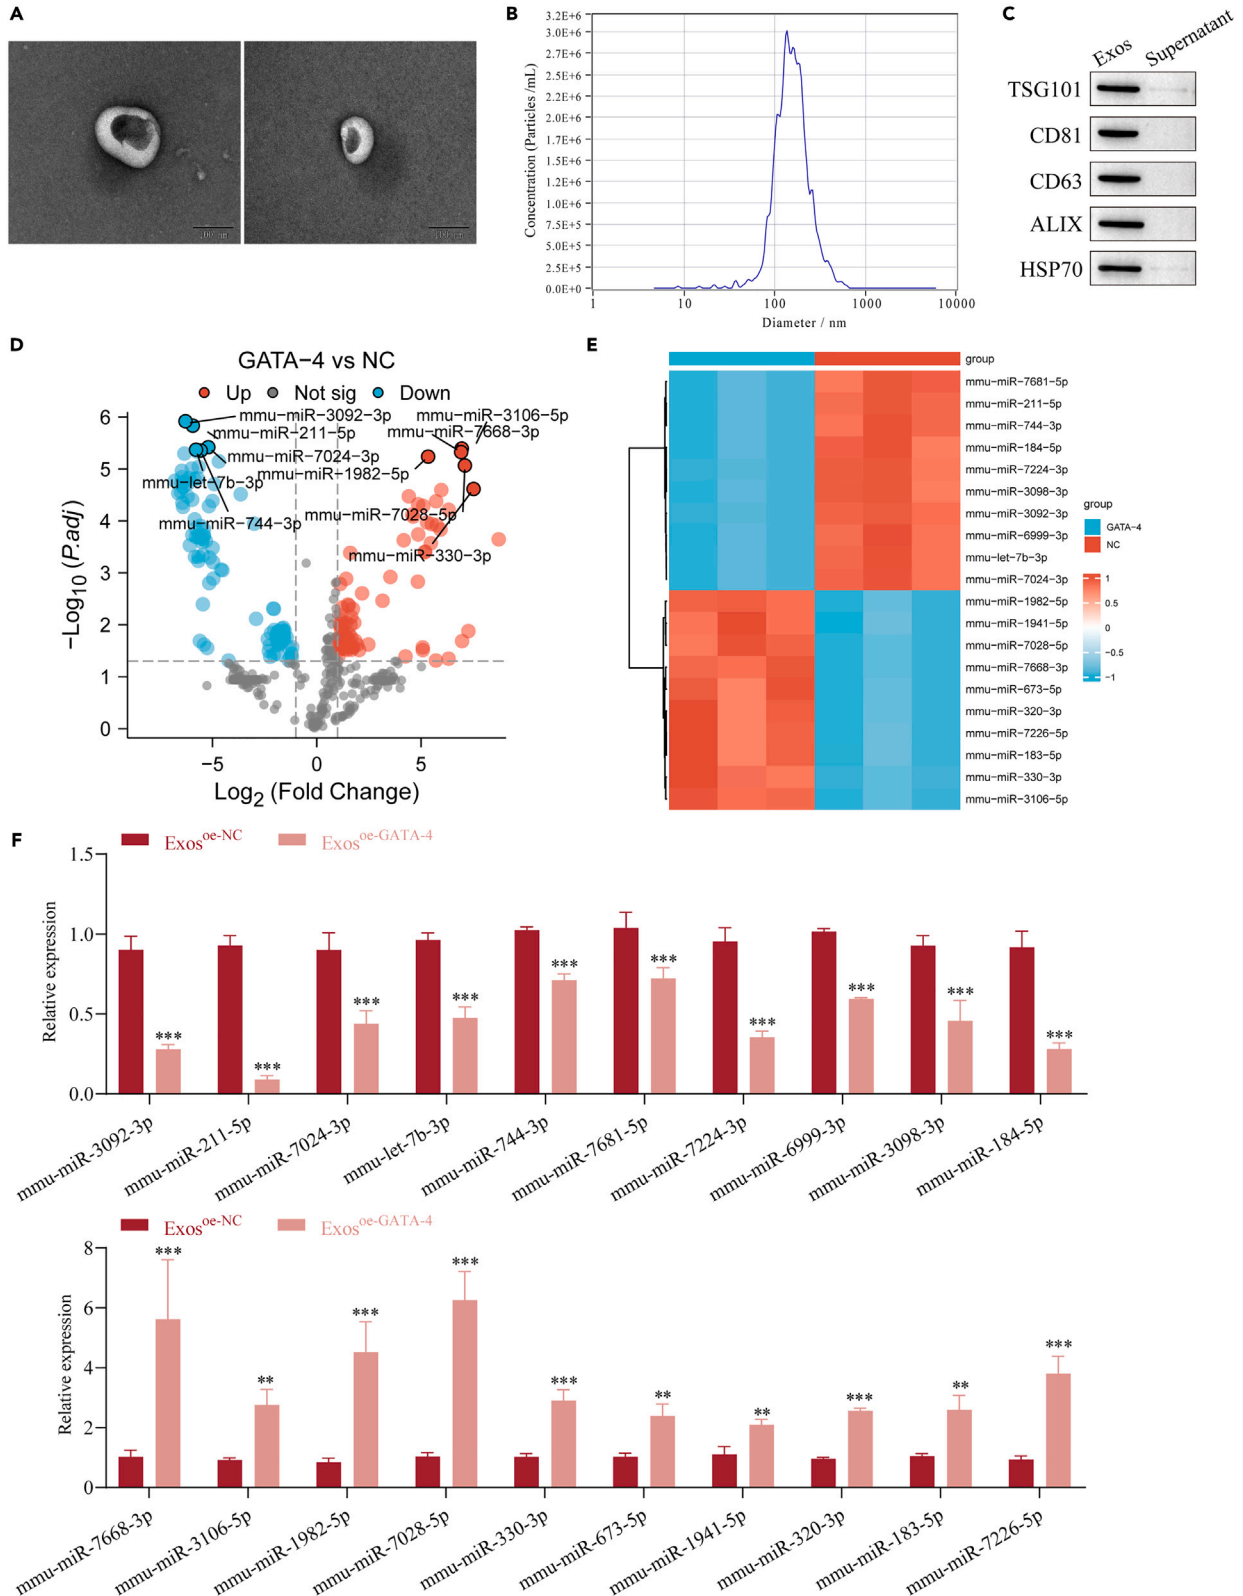 A
100 nm
100 nm
B
3.2E+6
3.0E+6
2.7E+6
2.5E+6
2.2E+6
2.0E+6
1.7E+6
1.5E+6
1.2E+6
1.0E+6
7.5E+5
5.0E+5
2.5E+5
0.0E+0
Concentration (Particles /mL)
1 10 100 1000 10000
Diameter / nm
C
Exos Supernatant
TSG101
CD81
CD63
ALIX
HSP70
D
GATA−4 vs NC
Up Not sig Down
mmu−miR−3092−3p
mmu−miR−3106−5p
mmu−miR−211−5p
mmu−miR−7668−3p
mmu−miR−7024−3p
mmu−miR−1982−5p
mmu−let−7b−3p
mmu−miR−7028−5p
mmu−miR−744−3p
mmu−miR−330−3p
6
5
4
3
2
1
0
−Log10 (P.adj)
−5 0 5
Log2 (Fold Change)
E
group
mmu−miR−7681−5p
mmu−miR−211−5p
mmu−miR−744−3p
mmu−miR−184−5p
mmu−miR−7224−3p
mmu−miR−3098−3p
mmu−miR−3092−3p
mmu−miR−6999−3p
mmu−let−7b−3p
mmu−miR−7024−3p
mmu−miR−1982−5p
mmu−miR−1941−5p
mmu−miR−7028−5p
mmu−miR−7668−3p
mmu−miR−673−5p
mmu−miR−320−3p
mmu−miR−7226−5p
mmu−miR−183−5p
mmu−miR−330−3p
mmu−miR−3106−5p
group
GATA−4
NC
1
0.5
0
−0.5
−1
F
Exos oe-NC Exos oe-GATA-4
1.5
1.0
0.5
0.0
Relative expression
*** *** *** *** *** *** *** *** *** ***
mmu-miR-3092-3p
mmu-miR-211-5p
mmu-miR-7024-3p
mmu-let-7b-3p
mmu-miR-744-3p
mmu-miR-7681-5p
mmu-miR-7224-3p
mmu-miR-6999-3p
mmu-miR-3098-3p
mmu-miR-184-5p
Exos oe-NC Exos oe-GATA-4
8
6
4
2
0
Relative expression
*** ** *** *** *** ** ** *** ** ***
mmu-miR-7668-3p
mmu-miR-3106-5p
mmu-miR-1982-5p
mmu-miR-7028-5p
mmu-miR-330-3p
mmu-miR-673-5p
mmu-miR-1941-5p
mmu-miR-320-3p
mmu-miR-183-5p
mmu-miR-7226-5p